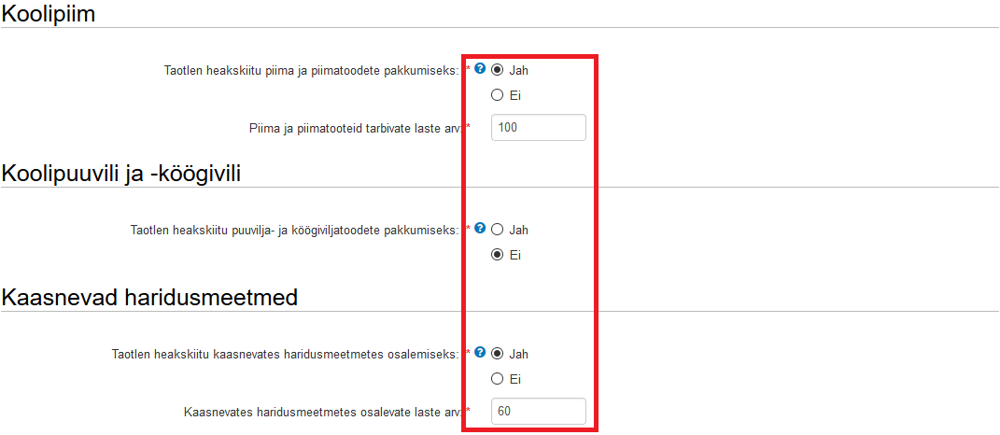 Koolipiim
Taotlen heakskiitu piima ja piimatoodete pakkumiseks: * ? Jah
Ei
Piima ja piimatooteid tarbivate laste arv: * 100
Koolipuuvili ja -köögivili
Taotlen heakskiitu puuvilja- ja köögiviljatoodete pakkumiseks: * ? Jah
Ei
Kaasnevad haridusmeetmed
Taotlen heakskiitu kaasnevates haridusmeetmetes osalemiseks: * ? Jah
Ei
Kaasnevates haridusmeetmetes osalevate laste arv: * 60